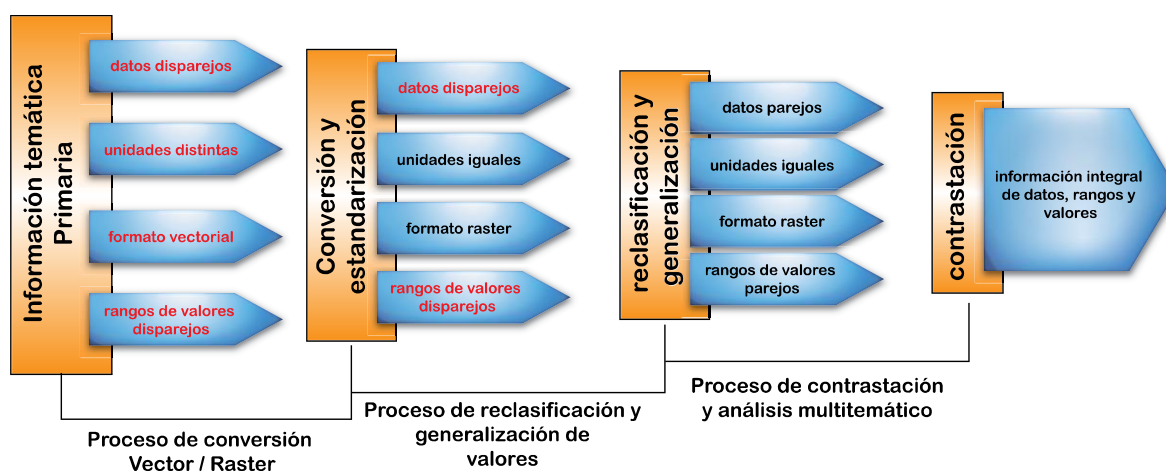 Información temática
Primaria
datos disparejos
unidades distintas
formato vectorial
rangos de valores
disparejos
Conversión y
estandarización
datos disparejos
unidades iguales
formato raster
rangos de valores
disparejos
reclasificación y
generalización
datos parejos
unidades iguales
formato raster
rangos de valores
parejos
contrastación
información integral
de datos, rangos y
valores
Proceso de conversión
Vector / Raster
Proceso de reclasificación y
generalización de
valores
Proceso de contrastación
y análisis multitemático